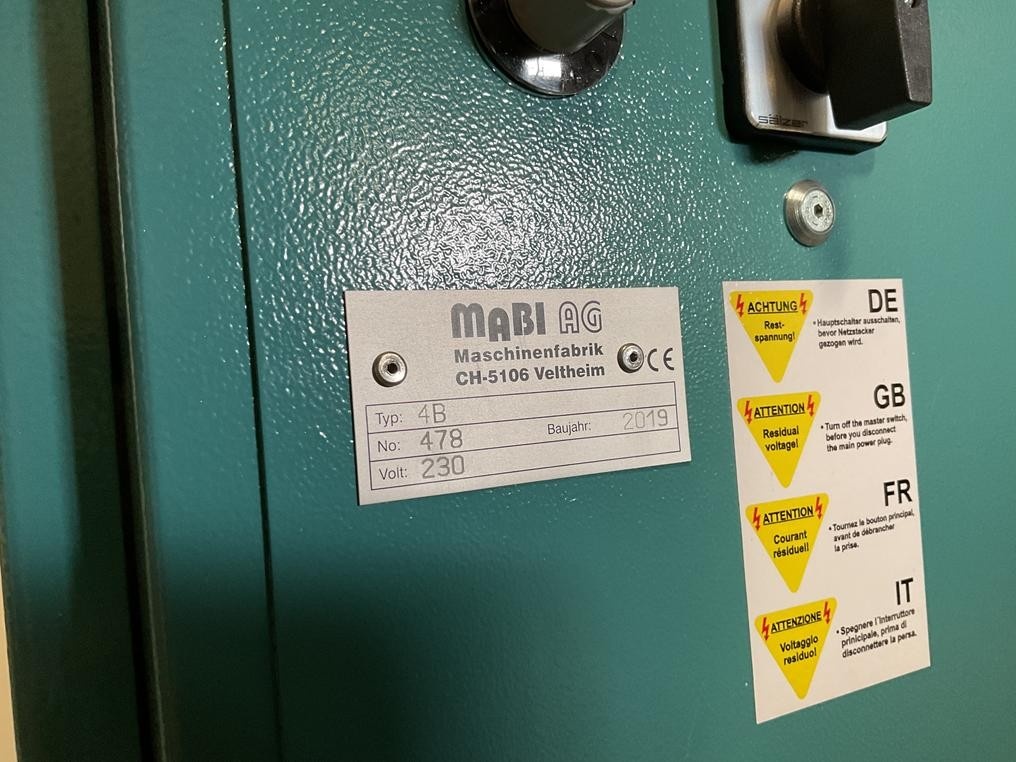 sälzer
MABI AG
Maschinenfabrik
CH-5106 Veltheim
CE
Typ: 4B
No: 478
Baujahr: 2019
Volt: 230
DE
ACHTUNG
Rest-
spannung!
• Hauptschalter ausschalten,
bevor Netzstecker
gezogen wird.
GB
ATTENTION
Residual
voltage!
• Turn off the master switch,
before you disconnect
the main power plug.
FR
ATTENTION
Courant
résiduel!
• Tournez le bouton principal,
avant de débrancher
la prise.
IT
ATTENZIONE
Voltaggio
residuo!
• Spegnere l´interruttore
prinicipale, prima di
disconnettere la persa.